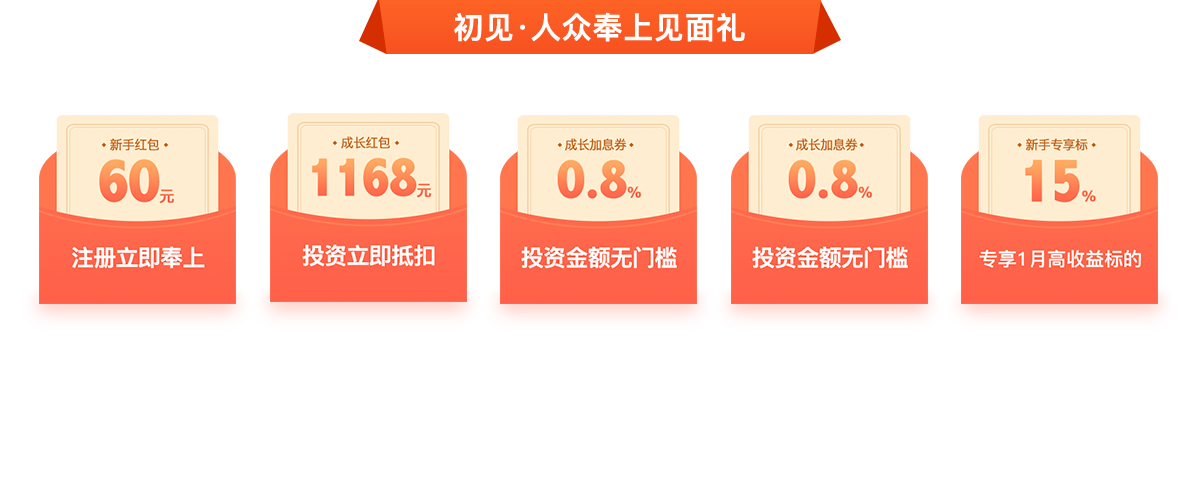 初见·人众奉上见面礼
新手红包
60元
注册立即奉上
成长红包
1168元
投资立即抵扣
成长加息券
0.8%
投资金额无门槛
成长加息券
0.8%
投资金额无门槛
新手专享标
15%
专享1月高收益标的